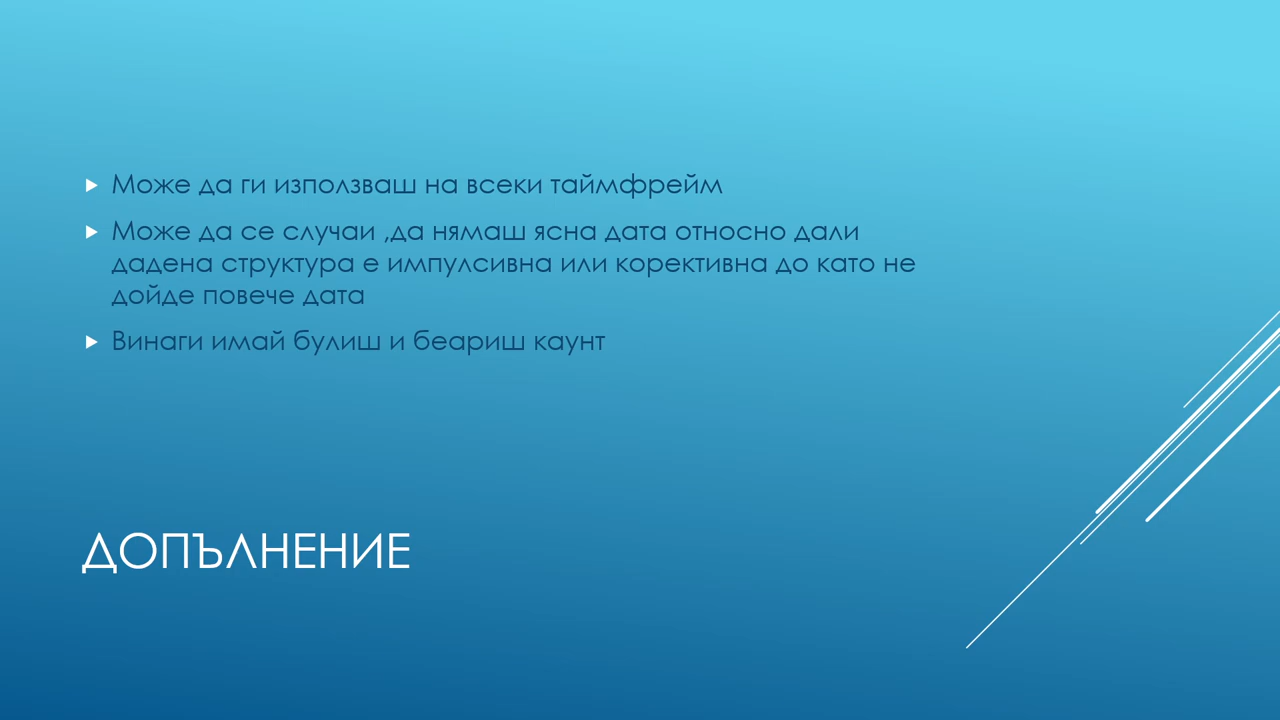 Може да ги използваш на всеки таймфрейм
Може да се случаи ,да нямаш ясна дата относно дали
дадена структура е импулсивна или корективна до като не
дойде повече дата
Винаги имай булиш и беариш каунт
ДОПЪЛНЕНИЕ